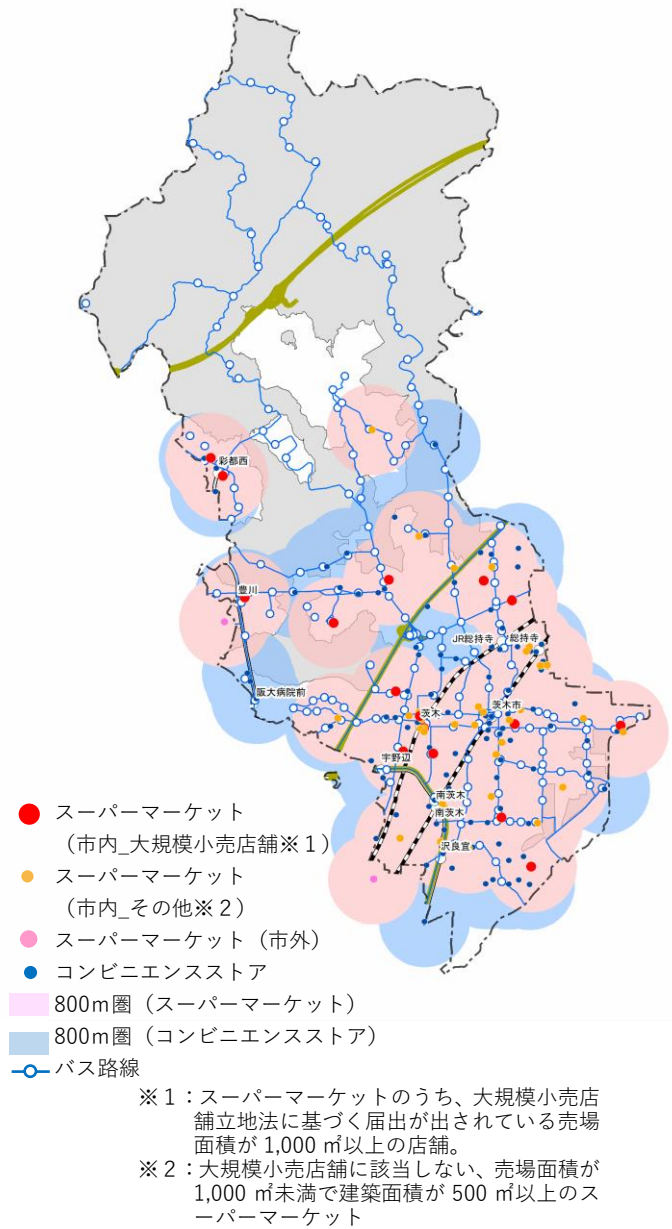 彩都西
豊川
JR総持寺
総持寺
阪大病院前
茨木
茨木市
宇野辺
南茨木
南茨木
沢良宜
スーパーマーケット
（市内_大規模小売店舗※１）
スーパーマーケット
（市内_その他※２）
スーパーマーケット（市外）
コンビニエンスストア
800ｍ圏（スーパーマーケット）
800ｍ圏（コンビニエンスストア）
バス路線
※１：スーパーマーケットのうち、大規模小売店
舗立地法に基づく届出が出されている売場
面積が 1,000 ㎡以上の店舗。
※２：大規模小売店舗に該当しない、売場面積が
1,000 ㎡未満で建築面積が 500 ㎡以上のス
ーパーマーケット